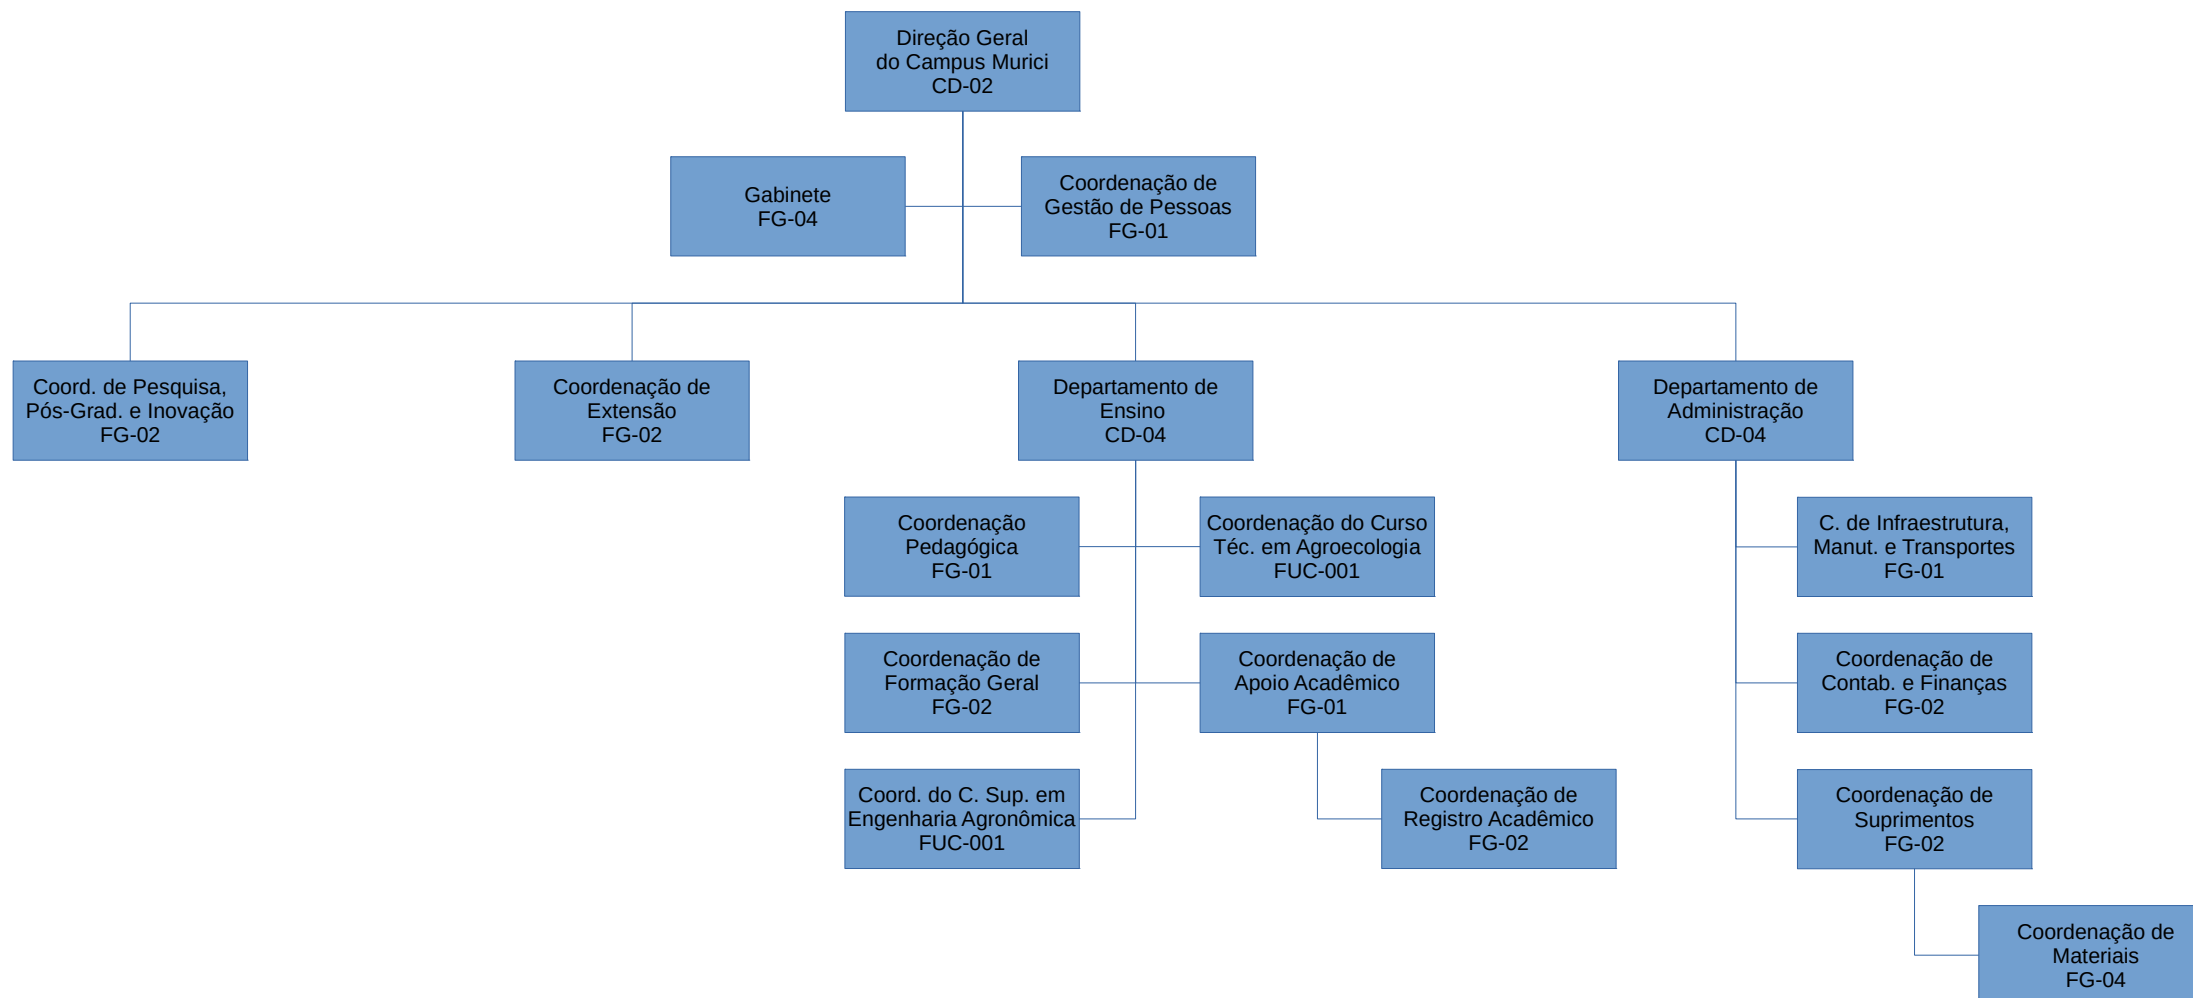 Direção Geral
do Campus Murici
CD-02
Gabinete
FG-04
Coordenação de
Gestão de Pessoas
FG-01
Coord. de Pesquisa,
Pós-Grad. e Inovação
FG-02
Coordenação de
Extensão
FG-02
Departamento de
Ensino
CD-04
Departamento de
Administração
CD-04
Coordenação
Pedagógica
FG-01
Coordenação do Curso
Téc. em Agroecologia
FUC-001
C. de Infraestrutura,
Manut. e Transportes
FG-01
Coordenação de
Formação Geral
FG-02
Coordenação de
Apoio Acadêmico
FG-01
Coordenação de
Contab. e Finanças
FG-02
Coord. do C. Sup. em
Engenharia Agronômica
FUC-001
Coordenação de
Registro Acadêmico
FG-02
Coordenação de
Suprimentos
FG-02
Coordenação de
Materiais
FG-04